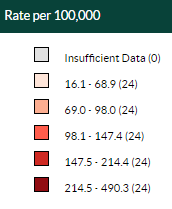 Rate per 100,000
Insufficient Data (0)
16.1 - 68.9 (24)
69.0 - 98.0 (24)
98.1 - 147.4 (24)
147.5 - 214.4 (24)
214.5 - 490.3 (24)